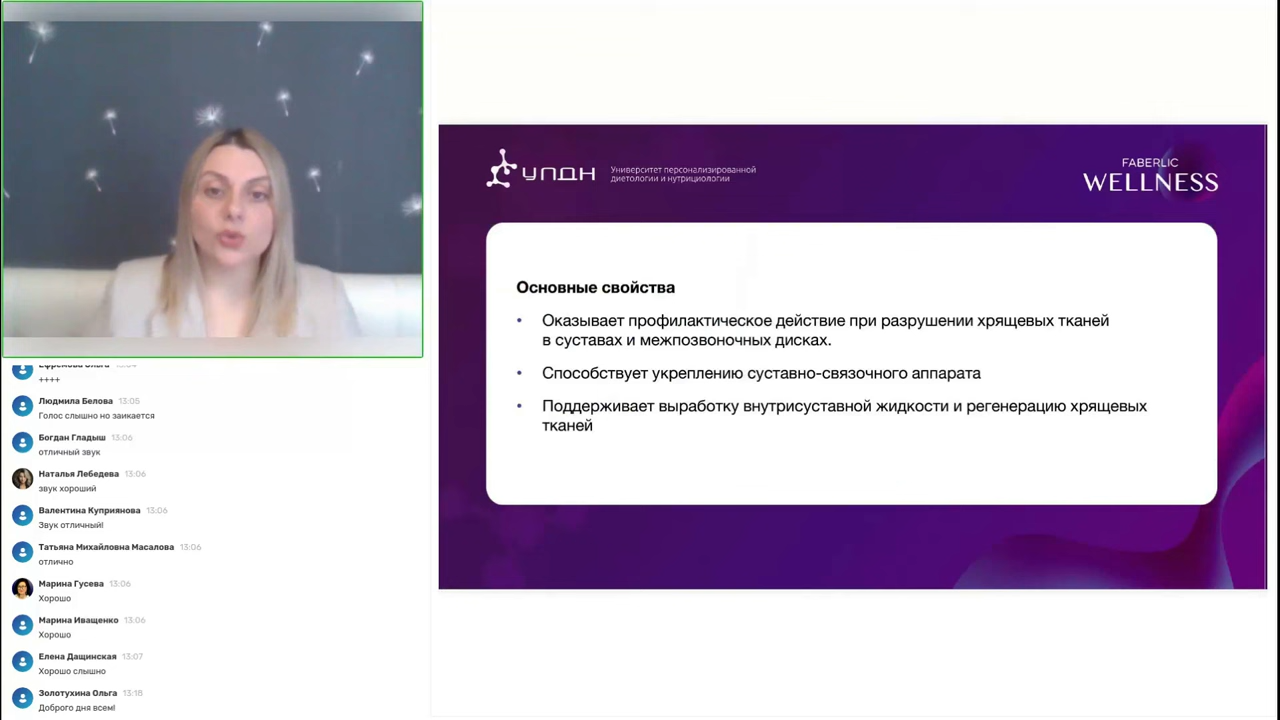 Ефремова Ольга 13:04
++++
Людмила Белова 13:05
Голос слышно но заикается
Богдан Гладыш 13:06
отличный звук
Наталья Лебедева 13:06
звук хороший
Валентина Куприянова 13:06
Звук отличный!
Татьяна Михайловна Масалова 13:06
отлично
Марина Гусева 13:06
Хорошо
Марина Иващенко 13:06
Хорошо
Елена Дащинская 13:07
Хорошо слышно
Золотухина Ольга 13:18
Доброго дня всем!
УПДН
Университет персонализированной
диетологии и нутрициологии
FABERLIC
WELLNESS
Основные свойства
• Оказывает профилактическое действие при разрушении хрящевых тканей
в суставах и межпозвоночных дисках.
• Способствует укреплению суставно-связочного аппарата
• Поддерживает выработку внутрисуставной жидкости и регенерацию хрящевых
тканей